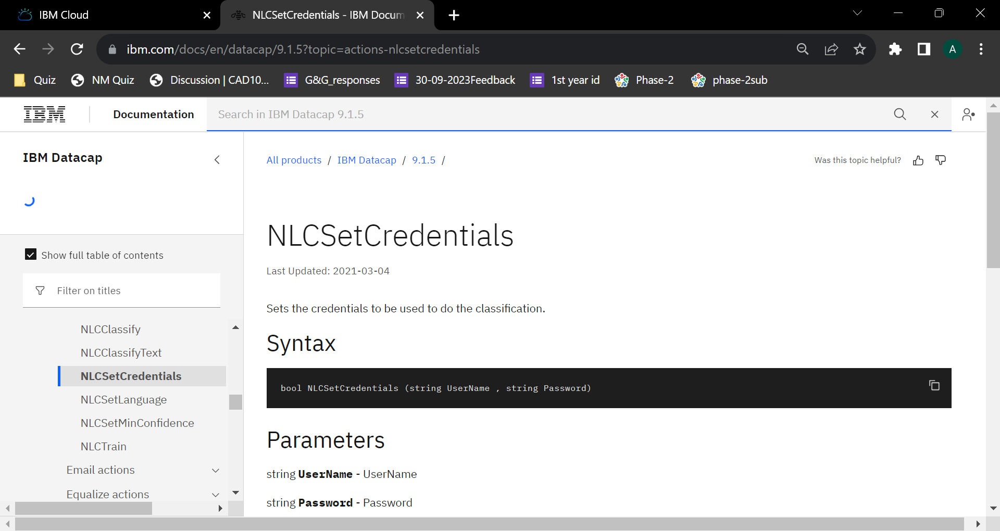 IBM Cloud
NLCSetCredentials - IBM Docum
ibm.com/docs/en/datacap/9.1.5?topic=actions-nlcsetcredentials
A
Quiz
NM Quiz
Discussion | CAD10...
G&G_responses
30-09-2023Feedback
1st year id
Phase-2
phase-2sub
IBM
Documentation
Search in IBM Datacap 9.1.5
IBM Datacap
Show full table of contents
Filter on titles
NLCClassify
NLCClassifyText
NLCSetCredentials
NLCSetLanguage
NLCSetMinConfidence
NLCTrain
Email actions
Equalize actions
All products / IBM Datacap / 9.1.5 /
Was this topic helpful?
NLCSetCredentials
Last Updated: 2021-03-04
Sets the credentials to be used to do the classification.
Syntax
bool NLCSetCredentials (string UserName , string Password)
Parameters
string UserName - UserName
string Password - Password